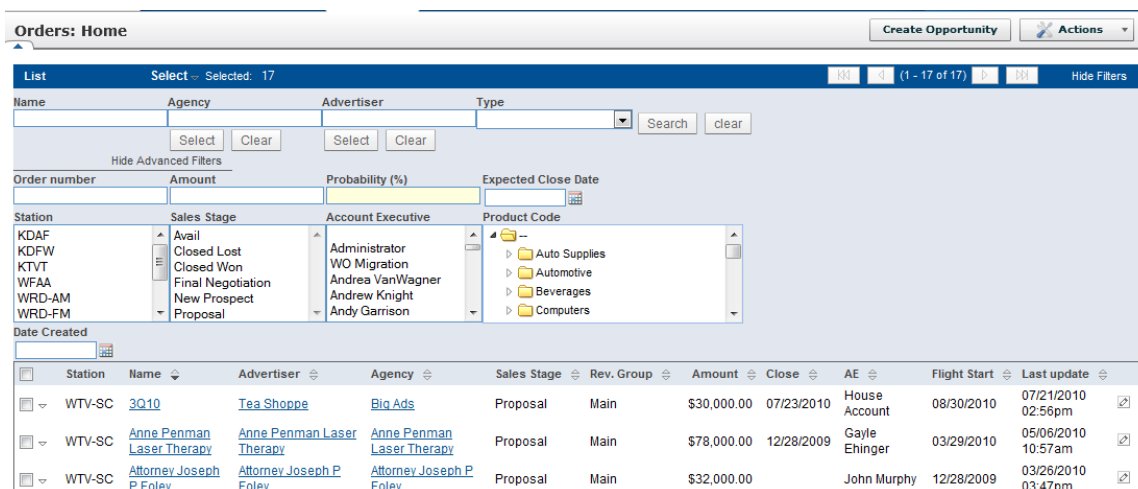 Orders: Home
Create Opportunity
Actions
List
Select
Selected: 17
(1 - 17 of 17)
Hide Filters
Name
Agency
Advertiser
Type
Search
clear
Select
Clear
Select
Clear
Hide Advanced Filters
Order number
Amount
Probability (%)
Expected Close Date
Station
Sales Stage
Account Executive
Product Code
KDAF
KDFW
KTVT
WFAA
WRD-AM
WRD-FM
Avail
Closed Lost
Closed Won
Final Negotiation
New Prospect
Proposal
Administrator
WO Migration
Andrea VanWagner
Andrew Knight
Andy Garrison
--
Auto Supplies
Automotive
Beverages
Computers
Date Created
Station Name Advertiser Agency Sales Stage Rev. Group Amount Close AE Flight Start Last update
WTV-SC 3Q10 Tea Shoppe Big Ads Proposal Main $30,000.00 07/23/2010 House Account 08/30/2010 07/21/2010 02:56pm
WTV-SC Anne Penman Laser Therapy Anne Penman Laser Therapy Anne Penman Laser Therapy Proposal Main $78,000.00 12/28/2009 Gayle Ehinger 03/29/2010 05/06/2010 10:57am
WTV-SC Attorney Joseph P Foley Attorney Joseph P Foley Attorney Joseph P Foley Proposal Main $32,000.00 John Murphy 12/28/2009 03/26/2010 03:47pm